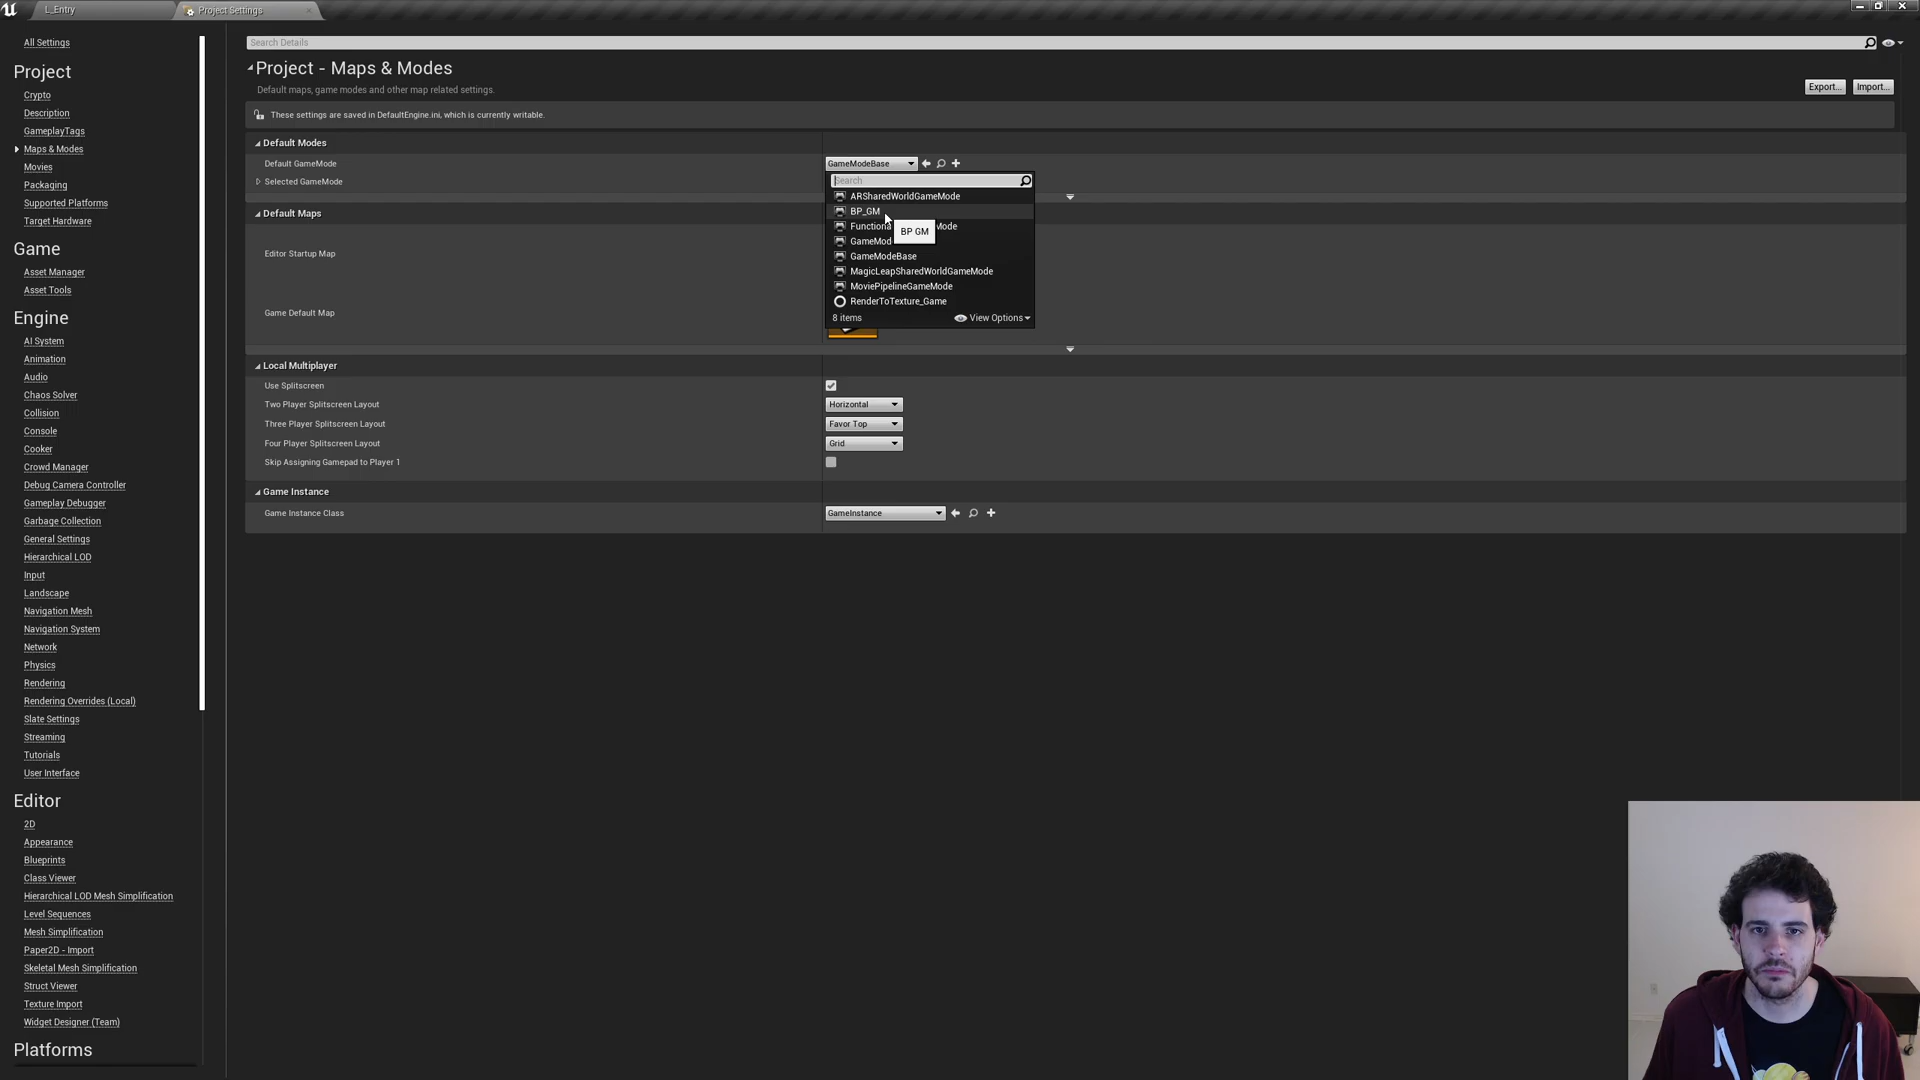 L_Entry
Project Settings
All Settings
Project
Crypto
Description
GameplayTags
Maps & Modes
Movies
Packaging
Supported Platforms
Target Hardware
Game
Asset Manager
Asset Tools
Engine
AI System
Animation
Audio
Chaos Solver
Collision
Console
Cooker
Crowd Manager
Debug Camera Controller
Gameplay Debugger
Garbage Collection
General Settings
Hierarchical LOD
Input
Landscape
Navigation Mesh
Navigation System
Network
Physics
Rendering
Rendering Overrides (Local)
Slate Settings
Streaming
Tutorials
User Interface
Editor
2D
Appearance
Blueprints
Class Viewer
Hierarchical LOD Mesh Simplification
Level Sequences
Mesh Simplification
Paper2D - Import
Skeletal Mesh Simplification
Struct Viewer
Texture Import
Widget Designer (Team)
Platforms
Search Details
Project - Maps & Modes
Default maps, game modes and other map related settings.
Export...
Import...
These settings are saved in DefaultEngine.ini, which is currently writable.
Default Modes
Default GameMode
GameModeBase
Selected GameMode
Search
ARSharedWorldGameMode
BP_GM
Functiona
Mode
BP GM
GameMod
GameModeBase
MagicLeapSharedWorldGameMode
MoviePipelineGameMode
RenderToTexture_Game
8 items
View Options
Default Maps
Editor Startup Map
Game Default Map
Local Multiplayer
Use Splitscreen
Two Player Splitscreen Layout
Horizontal
Three Player Splitscreen Layout
Favor Top
Four Player Splitscreen Layout
Grid
Skip Assigning Gamepad to Player 1
Game Instance
Game Instance Class
GameInstance